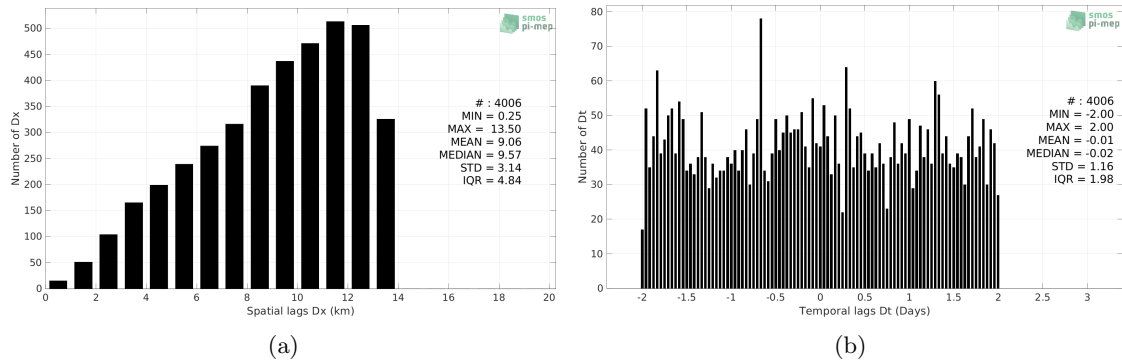 smos
pi-mep
500
450
400
350
300
250
200
150
100
50
0
Number of Dx
# : 4006
MIN = 0.25
MAX = 13.50
MEAN = 9.06
MEDIAN = 9.57
STD = 3.14
IQR = 4.84
0 2 4 6 8 10 12 14 16 18 20
Spatial lags Dx (km)
(a)
smos
pi-mep
80
70
60
50
40
30
20
10
0
Number of Dt
# : 4006
MIN = -2.00
MAX = 2.00
MEAN = -0.01
MEDIAN = -0.02
STD = 1.16
IQR = 1.98
-2 -1.5 -1 -0.5 0 0.5 1 1.5 2 2.5 3
Temporal lags Dt (Days)
(b)